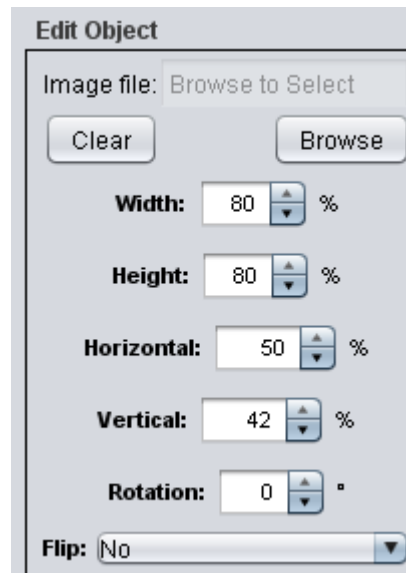 Edit Object
Image file: Browse to Select
Clear Browse
Width: 80 %
Height: 80 %
Horizontal: 50 %
Vertical: 42 %
Rotation: 0 °
Flip: No